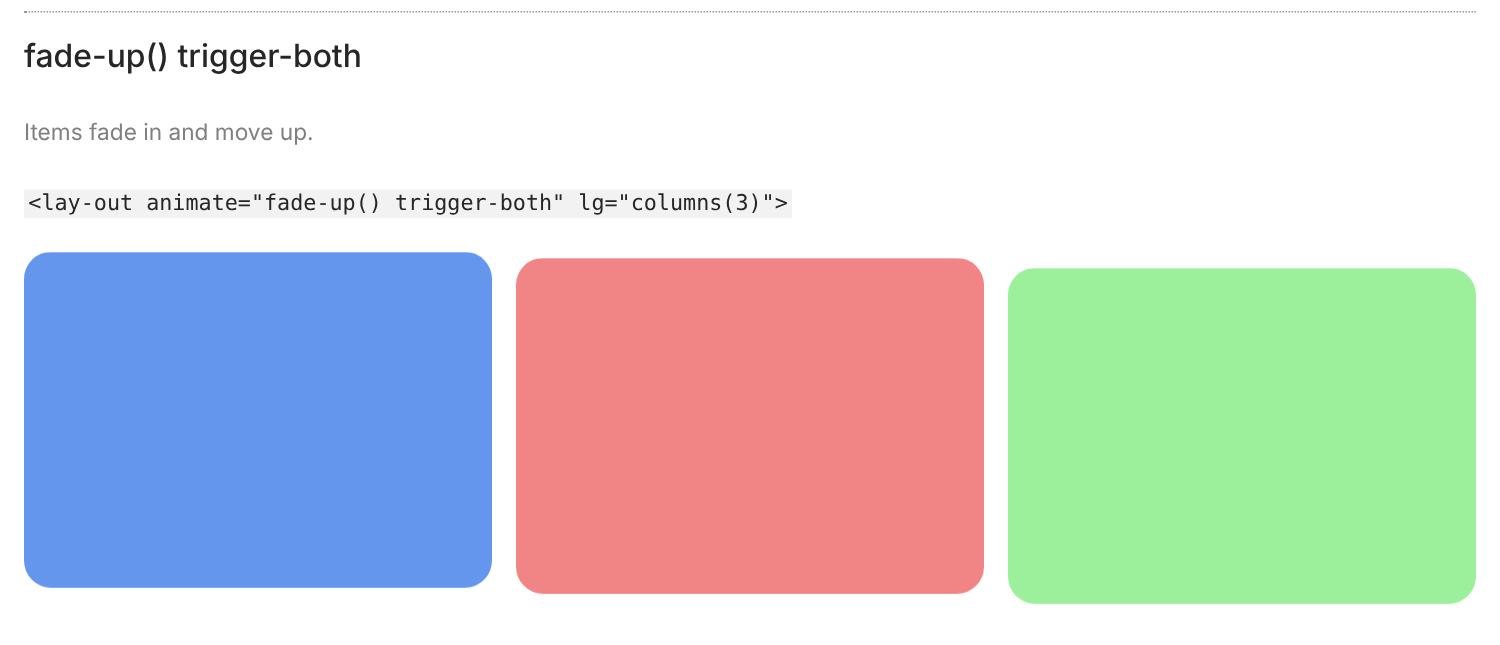 fade-up() trigger-both
Items fade in and move up.
<lay-out animate="fade-up() trigger-both" lg="columns(3)">